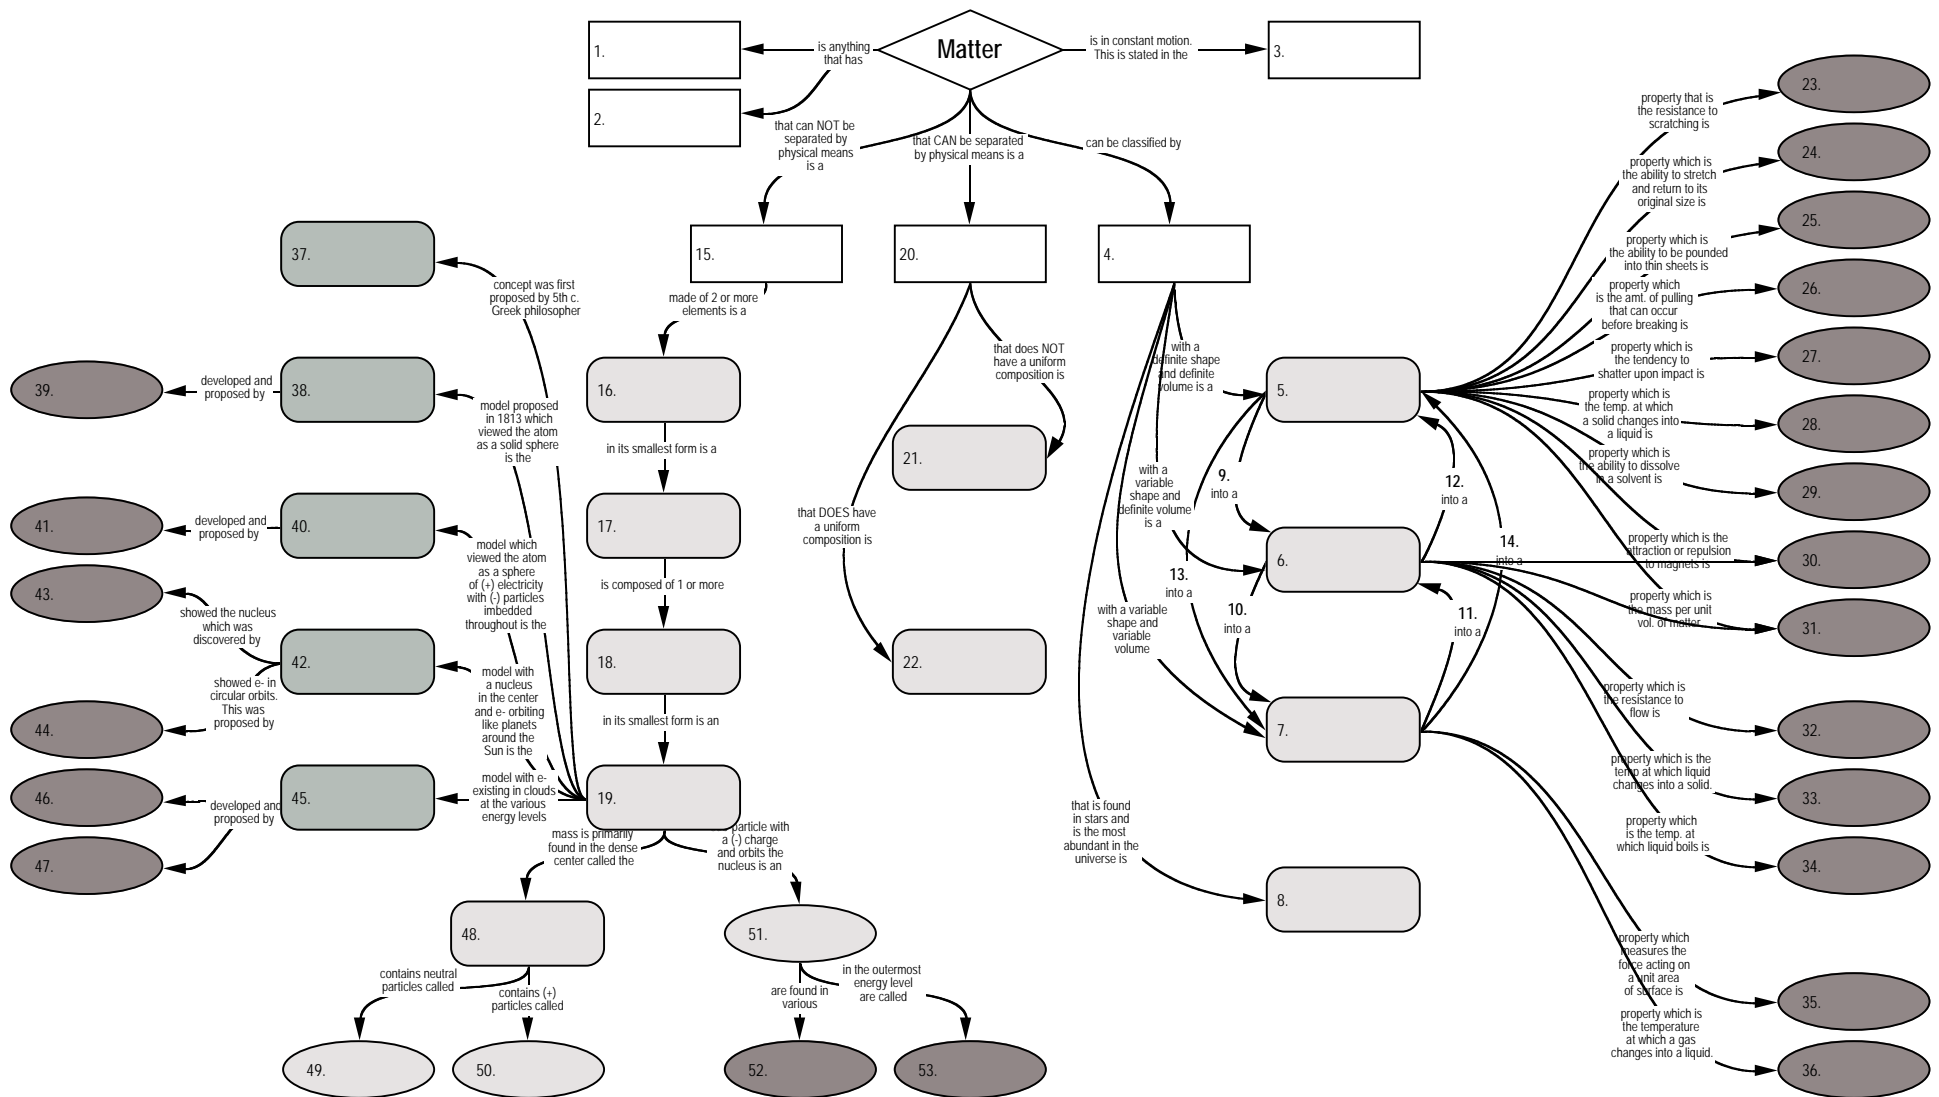 Matter
is anything
that has
1.
2.
is in constant motion.
This is stated in the
3.
that can NOT be
separated by
physical means
is a
that CAN be separated
by physical means is a
can be classified by
15.
20.
4.
made of 2 or more
elements is a
16.
in its smallest form is a
17.
is composed of 1 or more
18.
in its smallest form is an
19.
that does NOT
have a uniform
composition is
21.
that DOES have
a uniform
composition is
22.
with a
definite shape
and definite
volume is a
5.
with a
variable
shape and
definite volume
is a
6.
with a variable
shape and
variable
volume
7.
that is found
in stars and
is the most
abundant in the
universe is
8.
9.
into a
10.
into a
11.
into a
12.
into a
13.
into a
14.
into a
property that is
the resistance to
scratching is
23.
property which is
the ability to stretch
and return to its
original size is
24.
property which is
the ability to be pounded
into thin sheets is
25.
property which
is the amt. of pulling
that can occur
before breaking is
26.
property which is
the tendency to
shatter upon impact is
27.
property which is
the temp. at which
a solid changes into
a liquid is
28.
property which is
the ability to dissolve
in a solvent is
29.
property which is the
attraction or repulsion
to magnets is
30.
property which is
the mass per unit
vol. of matter
31.
property which is
the resistance to
flow is
32.
property which is the
temp at which liquid
changes into a solid.
33.
property which
is the temp. at
which liquid boils is
34.
property which
measures the
force acting on
a unit area
of surface is
35.
property which is
the temperature
at which a gas
changes into a liquid.
36.
concept was first
proposed by 5th c.
Greek philosopher
37.
model proposed
in 1813 which
viewed the atom
as a solid sphere
is the
38.
developed and
proposed by
39.
model which
viewed the atom
as a sphere
of (+) electricity
with (-) particles
imbedded
throughout is the
40.
developed and
proposed by
41.
model with
a nucleus
in the center
and e- orbiting
like planets
around the
Sun is the
42.
showed the nucleus
which was
discovered by
43.
showed e- in
circular orbits.
This was
proposed by
44.
model with e-
existing in clouds
at the various
energy levels
45.
developed and
proposed by
46.
47.
mass is primarily
found in the dense
center called the
48.
contains neutral
particles called
49.
contains (+)
particles called
50.
particle with
a (-) charge
and orbits the
nucleus is an
51.
are found in
various
52.
in the outermost
energy level
are called
53.